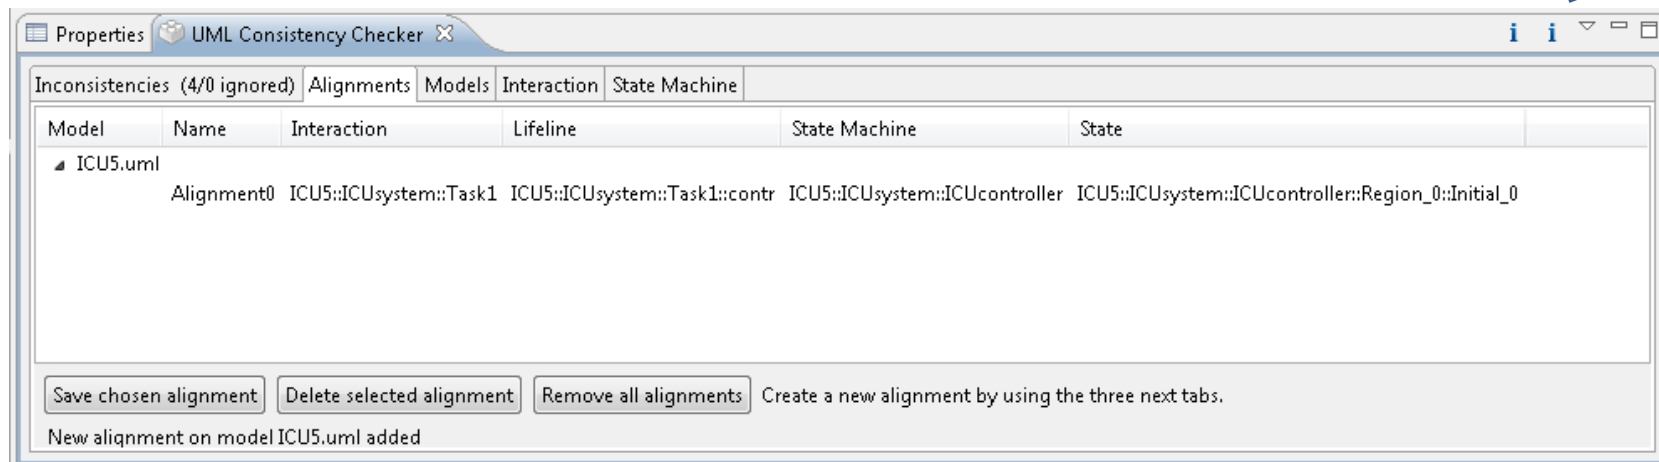 Properties UML Consistency Checker i i
Inconsistencies (4/0 ignored) Alignments Models Interaction State Machine
Model Name Interaction Lifeline State Machine State
ICU5.uml
Alignment0 ICU5::ICUsystem::Task1 ICU5::ICUsystem::Task1::contr ICU5::ICUsystem::ICUcontroller ICU5::ICUsystem::ICUcontroller::Region_0::Initial_0
Save chosen alignment Delete selected alignment Remove all alignments Create a new alignment by using the three next tabs.
New alignment on model ICU5.uml added